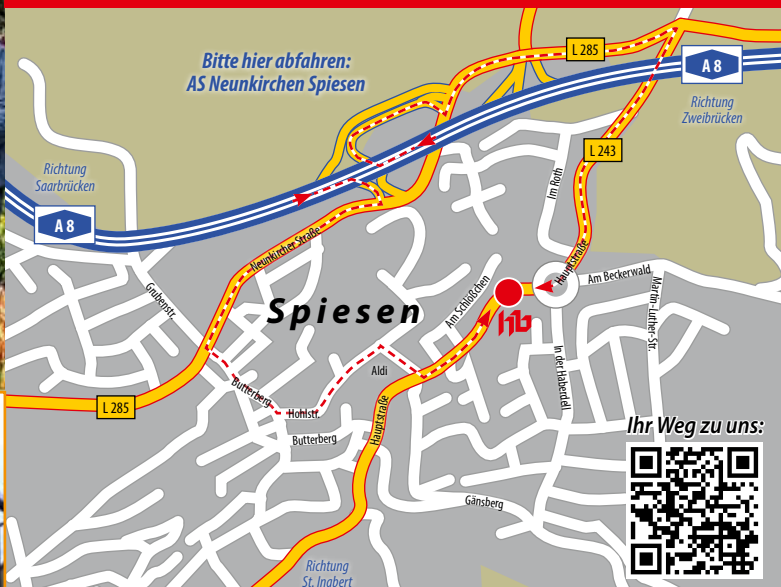 Bitte hier abfahren:
AS Neunkirchen Spiesen
L 285
A 8
Richtung
Zweibrücken
L 243
Richtung
Saarbrücken
A 8
Im Roth
Neunkircher Straße
Hauptstraße
Am Beckerwald
Grubenstr.
Spiesen
Am Schlößchen
Martin-Luther-Str.
In der Haberdell
Aldi
Butterberg
L 285
Hohlstr.
Hauptstraße
Butterberg
Ihr Weg zu uns:
Gänsberg
Richtung
St. Ingbert